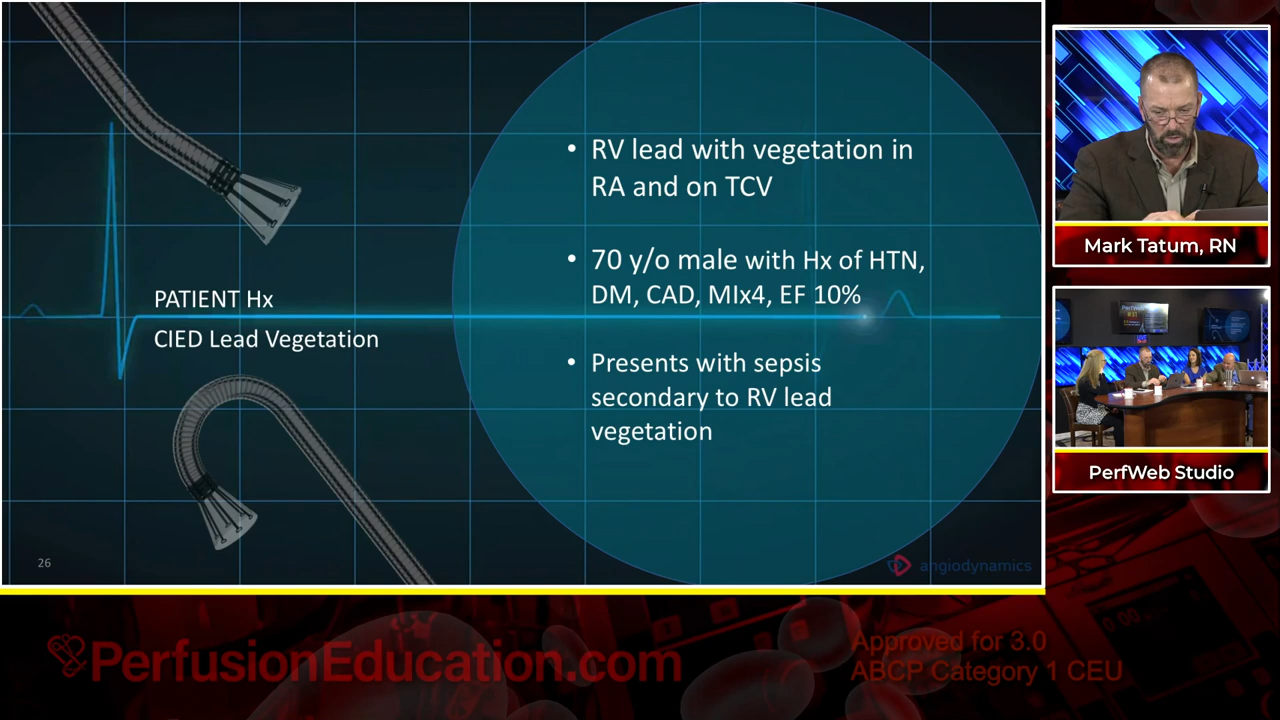 PATIENT Hx
CIED Lead Vegetation
• RV lead with vegetation in
RA and on TCV
• 70 y/o male with Hx of HTN,
DM, CAD, MIx4, EF 10%
• Presents with sepsis
secondary to RV lead
vegetation
26
angiodynamics
Mark Tatum, RN
PerfWeb Studio
PerfusionEducation.com
Approved for 3.0
ABCP Category 1 CEU